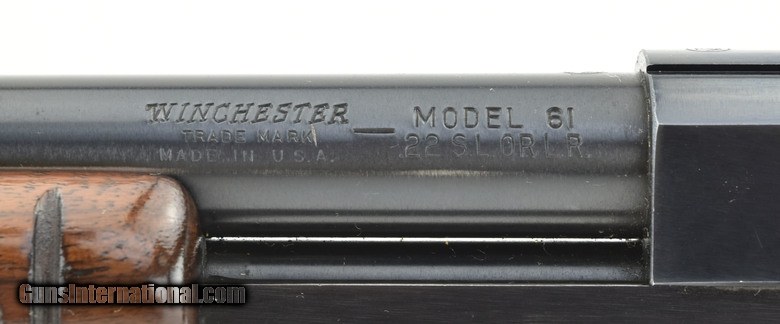 WINCHESTER
TRADE MARK
MADE IN U.S.A.
— MODEL 61
.22 S.L.OR L.R.
GunsInternational.com